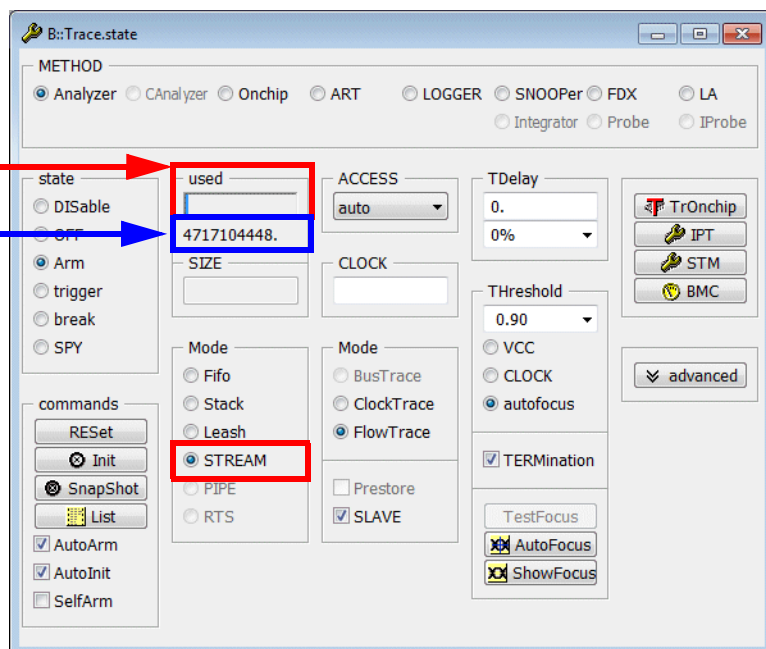 B::Trace.state
METHOD
Analyzer CAnalyzer Onchip ART LOGGER SNOOPer FDX LA
Integrator Probe IProbe
state
DISable
OFF
Arm
trigger
break
SPY
commands
RESet
Init
SnapShot
List
AutoArm
AutoInit
SelfArm
used
4717104448.
SIZE
Mode
Fifo
Stack
Leash
STREAM
PIPE
RTS
ACCESS
auto
CLOCK
Mode
BusTrace
ClockTrace
FlowTrace
Prestore
SLAVE
TDelay
0.
0%
THreshold
0.90
VCC
CLOCK
autofocus
TERMination
TestFocus
AutoFocus
ShowFocus
TrOnchip
IPT
STM
BMC
advanced